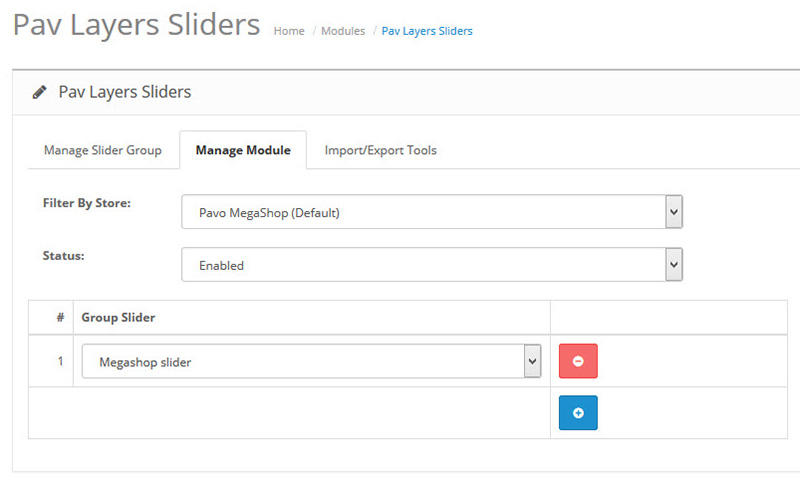 Pav Layers Sliders Home / Modules / Pav Layers Sliders
Pav Layers Sliders
Manage Slider Group Manage Module Import/Export Tools
Filter By Store: Pavo MegaShop (Default)
Status: Enabled
# Group Slider
1 Megashop slider